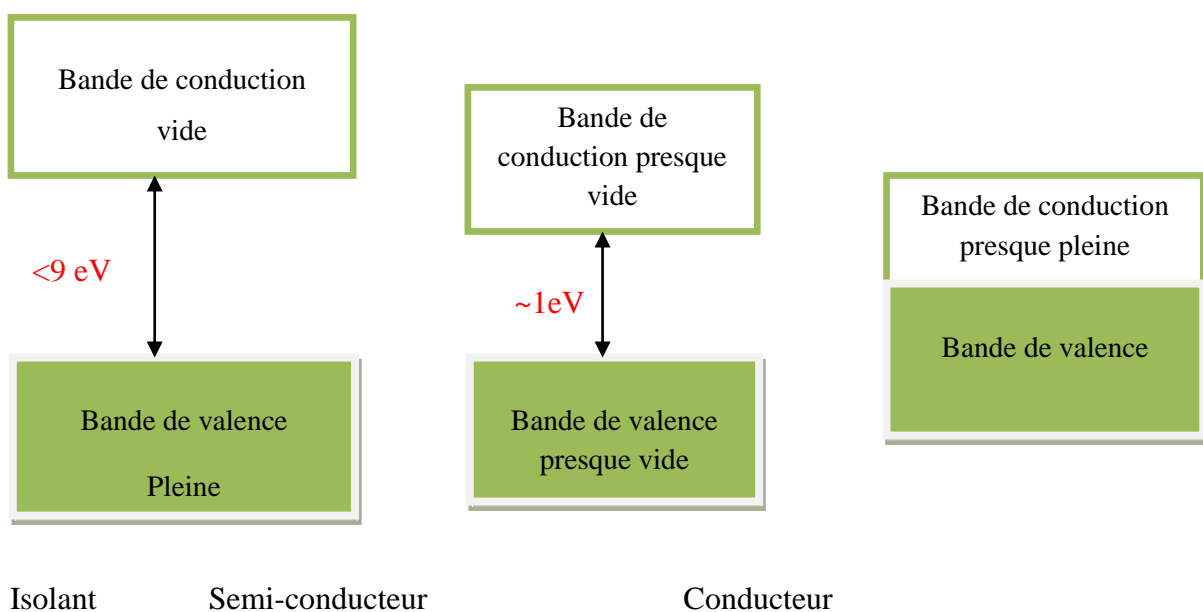 Bande de conduction
vide
<9 eV
Bande de valence
Pleine
Bande de
conduction presque
vide
~1eV
Bande de valence
presque vide
Bande de conduction
presque pleine
Bande de valence
Isolant Semi-conducteur Conducteur